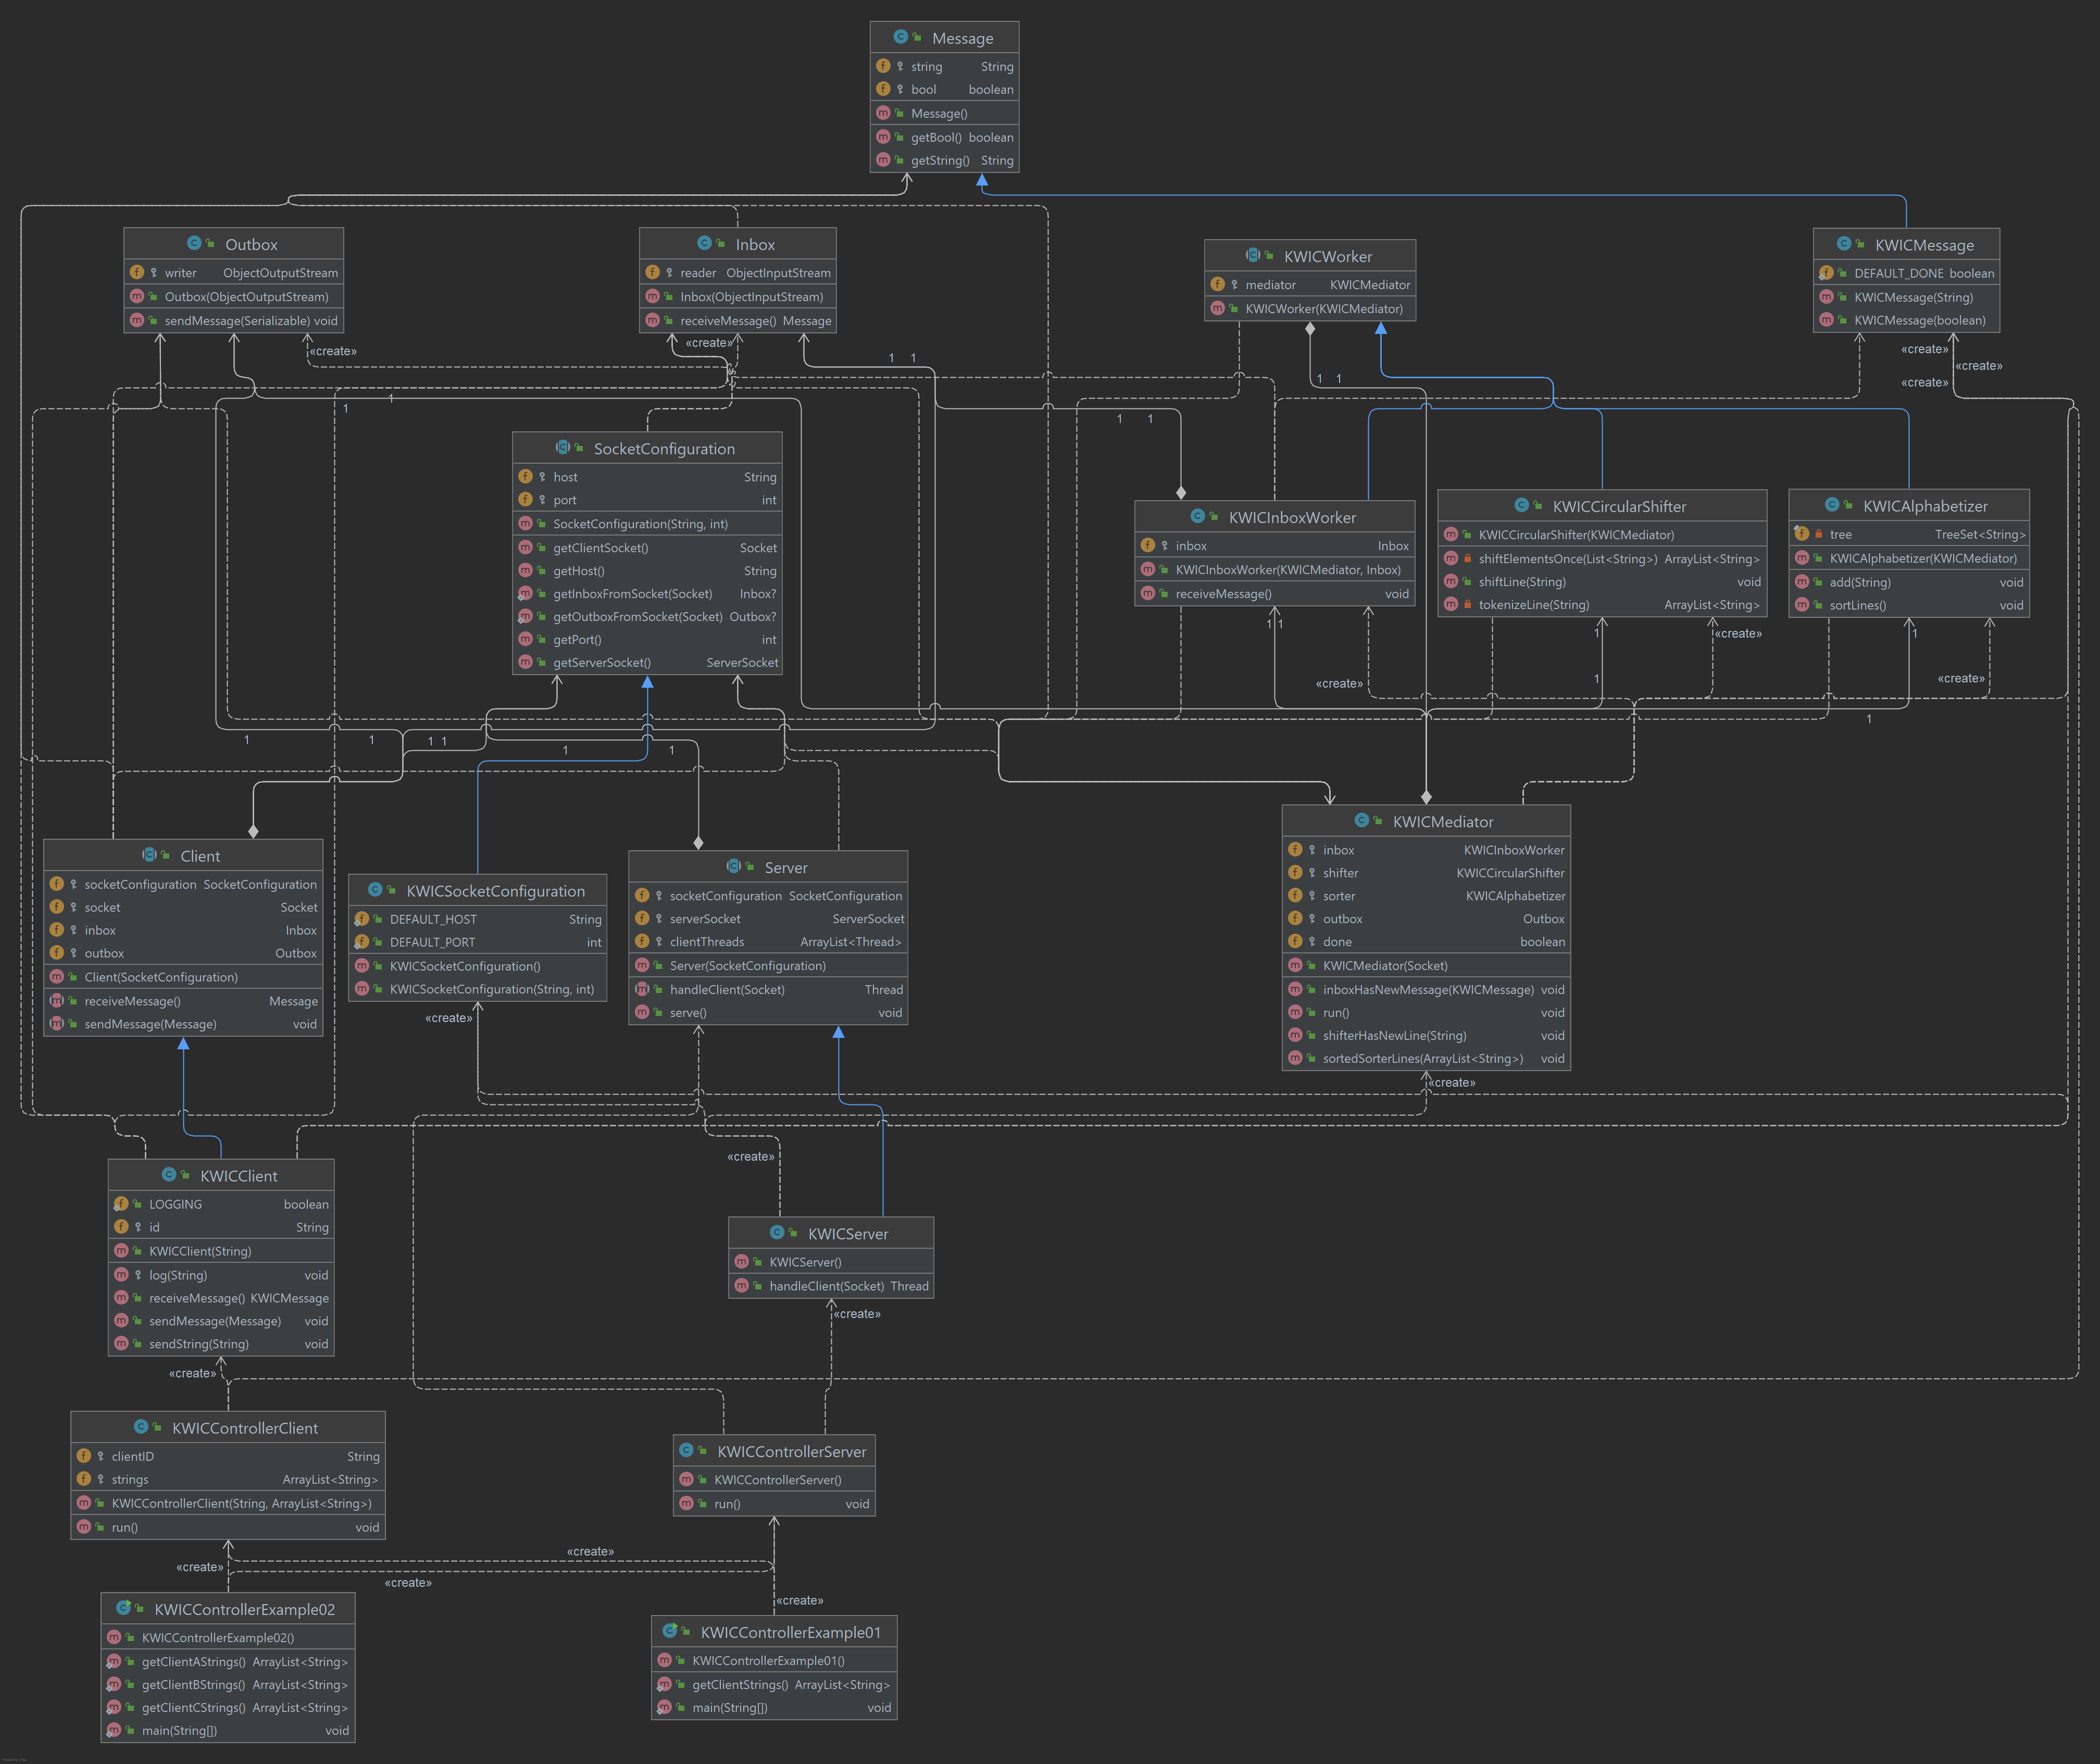 Message
string String
bool boolean
Message()
getBool() boolean
getString() String
Outbox
writer ObjectOutputStream
Outbox(ObjectOutputStream)
sendMessage(Serializable) void
Inbox
reader ObjectInputStream
Inbox(ObjectInputStream)
receiveMessage() Message
KWICWorker
mediator KWICMediator
KWICWorker(KWICMediator)
KWICMessage
DEFAULT_DONE boolean
KWICMessage(String)
KWICMessage(boolean)
«create»
«create»
«create»
«create»
«create»
1 1
1 1
1
1
1 1
SocketConfiguration
host String
port int
SocketConfiguration(String, int)
getClientSocket() Socket
getHost() String
getInboxFromSocket(Socket) Inbox?
getOutboxFromSocket(Socket) Outbox?
getPort() int
getServerSocket() ServerSocket
KWICInboxWorker
inbox Inbox
KWICInboxWorker(KWICMediator, Inbox)
receiveMessage() void
KWICCircularShifter
KWICCircularShifter(KWICMediator)
shiftElementsOnce(List<String>) ArrayList<String>
shiftLine(String) void
tokenizeLine(String) ArrayList<String>
KWICAlphabetizer
tree TreeSet<String>
KWICAlphabetizer(KWICMediator)
add(String) void
sortLines() void
1 1
1
«create»
1
«create»
1
«create»
1
1
1
1 1
1
1
Client
socketConfiguration SocketConfiguration
socket Socket
inbox Inbox
outbox Outbox
Client(SocketConfiguration)
receiveMessage() Message
sendMessage(Message) void
KWICSocketConfiguration
DEFAULT_HOST String
DEFAULT_PORT int
KWICSocketConfiguration()
KWICSocketConfiguration(String, int)
Server
socketConfiguration SocketConfiguration
serverSocket ServerSocket
clientThreads ArrayList<Thread>
Server(SocketConfiguration)
handleClient(Socket) Thread
serve() void
KWICMediator
inbox KWICInboxWorker
shifter KWICCircularShifter
sorter KWICAlphabetizer
outbox Outbox
done boolean
KWICMediator(Socket)
inboxHasNewMessage(KWICMessage) void
run() void
shifterHasNewLine(String) void
sortedSorterLines(ArrayList<String>) void
«create»
«create»
«create»
KWICClient
LOGGING boolean
id String
KWICClient(String)
log(String) void
receiveMessage() KWICMessage
sendMessage(Message) void
sendString(String) void
KWICServer
KWICServer()
handleClient(Socket) Thread
«create»
«create»
KWICControllerClient
clientID String
strings ArrayList<String>
KWICControllerClient(String, ArrayList<String>)
run() void
KWICControllerServer
KWICControllerServer()
run() void
«create»
«create»
«create»
«create»
KWICControllerExample02
KWICControllerExample02()
getClientAStrings() ArrayList<String>
getClientBStrings() ArrayList<String>
getClientCStrings() ArrayList<String>
main(String[]) void
KWICControllerExample01
KWICControllerExample01()
getClientStrings() ArrayList<String>
main(String[]) void